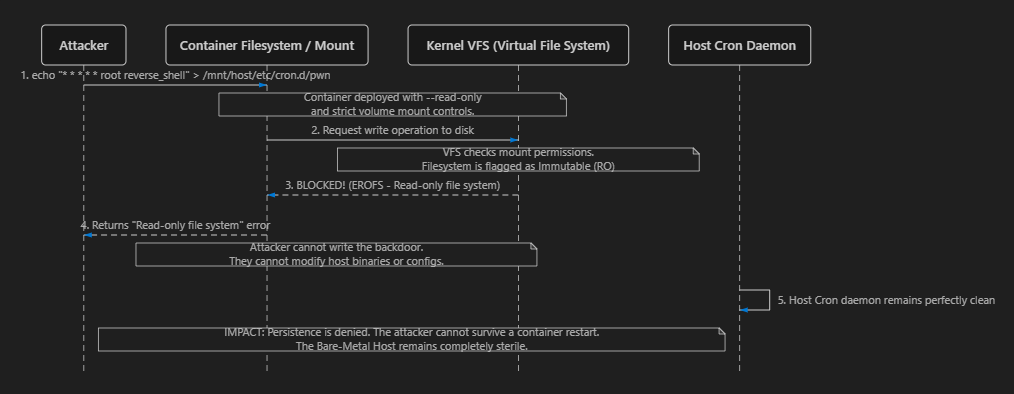 Attacker
Container Filesystem / Mount
Kernel VFS (Virtual File System)
Host Cron Daemon
1. echo "* * * * * root reverse_shell" > /mnt/host/etc/cron.d/pwn
Container deployed with --read-only
and strict volume mount controls.
2. Request write operation to disk
VFS checks mount permissions.
Filesystem is flagged as Immutable (RO)
3. BLOCKED! (EROFS - Read-only file system)
4. Returns "Read-only file system" error
Attacker cannot write the backdoor.
They cannot modify host binaries or configs.
5. Host Cron daemon remains perfectly clean
IMPACT: Persistence is denied. The attacker cannot survive a container restart.
The Bare-Metal Host remains completely sterile.